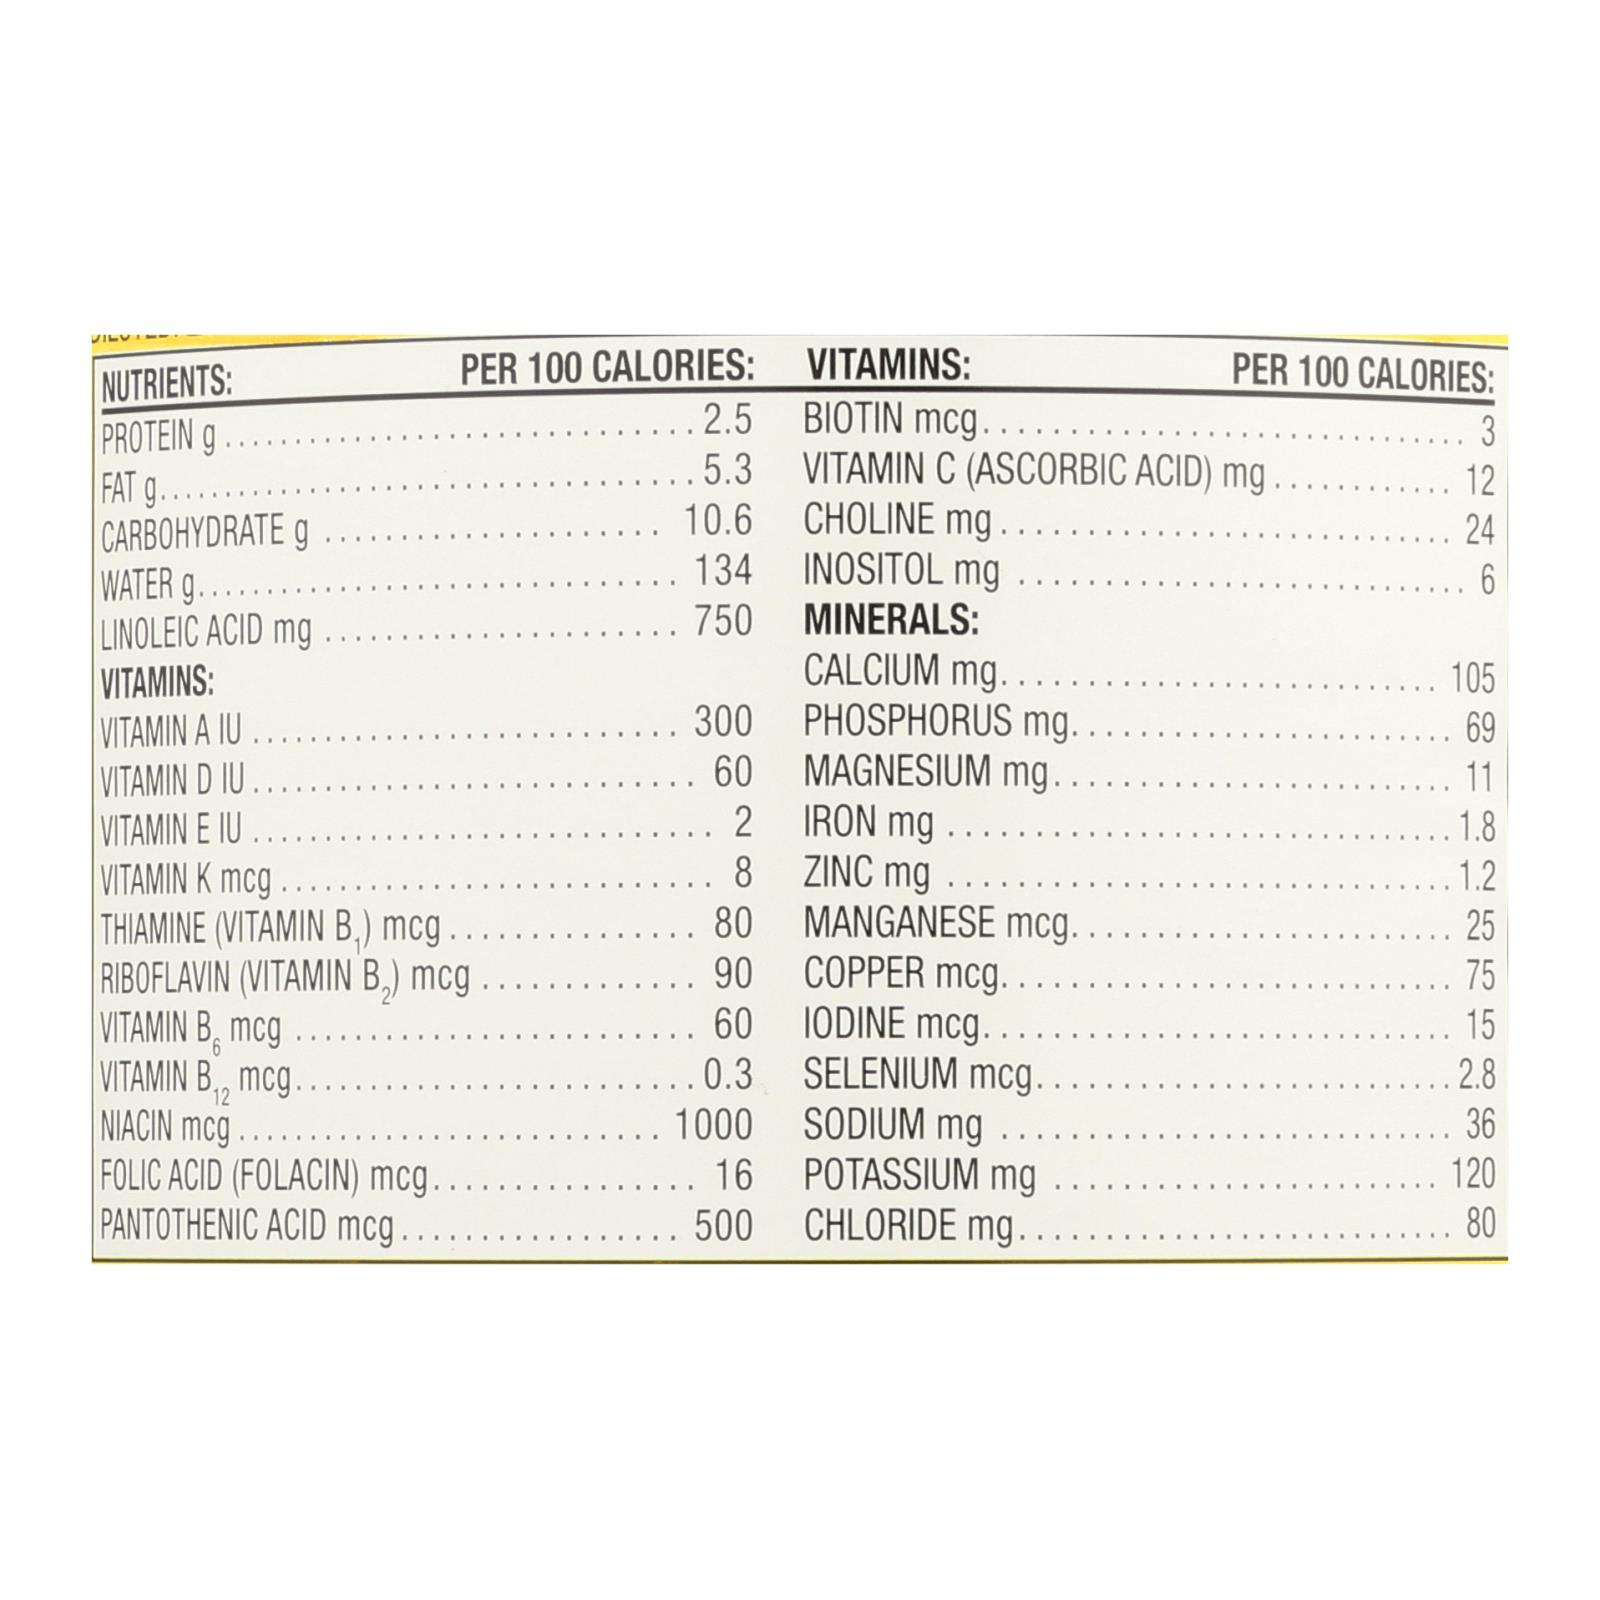 NUTRIENTS: PER 100 CALORIES:
PROTEIN g 2.5
FAT g 5.3
CARBOHYDRATE g 10.6
WATER g 134
LINOLEIC ACID mg 750
VITAMINS:
VITAMIN A IU 300
VITAMIN D IU 60
VITAMIN E IU 2
VITAMIN K mcg 8
THIAMINE (VITAMIN B₁) mcg 80
RIBOFLAVIN (VITAMIN B₂) mcg 90
VITAMIN B₆ mcg 60
VITAMIN B₁₂ mcg 0.3
NIACIN mcg 1000
FOLIC ACID (FOLACIN) mcg 16
PANTOTHENIC ACID mcg 500
VITAMINS: PER 100 CALORIES:
BIOTIN mcg 3
VITAMIN C (ASCORBIC ACID) mg 12
CHOLINE mg 24
INOSITOL mg 6
MINERALS:
CALCIUM mg 105
PHOSPHORUS mg 69
MAGNESIUM mg 11
IRON mg 1.8
ZINC mg 1.2
MANGANESE mcg 25
COPPER mcg 75
IODINE mcg 15
SELENIUM mcg 2.8
SODIUM mg 36
POTASSIUM mg 120
CHLORIDE mg 80